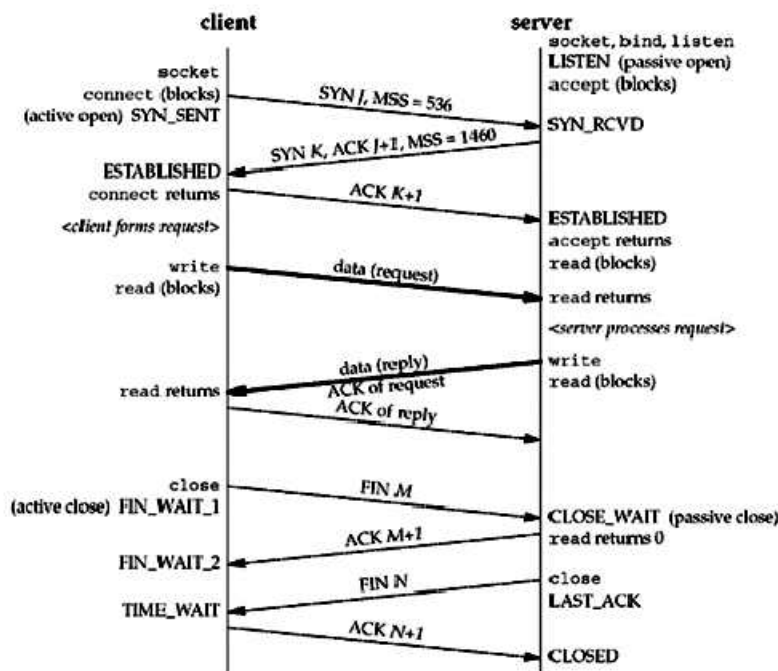 client
server
socket, bind, listen
LISTEN (passive open)
accept (blocks)
socket
connect (blocks)
(active open) SYN_SENT
SYN J, MSS = 536
SYN_RCVD
SYN K, ACK J+1, MSS = 1460
ESTABLISHED
connect returns
ACK K+1
ESTABLISHED
<client forms request>
accept returns
read (blocks)
write
data (request)
read (blocks)
read returns
<server processes request>
write
data (reply)
read (blocks)
ACK of request
read returns
ACK of reply
close
FIN M
(active close) FIN_WAIT_1
CLOSE_WAIT (passive close)
ACK M+1
read returns 0
FIN_WAIT_2
close
FIN N
LAST_ACK
TIME_WAIT
ACK N+1
CLOSED